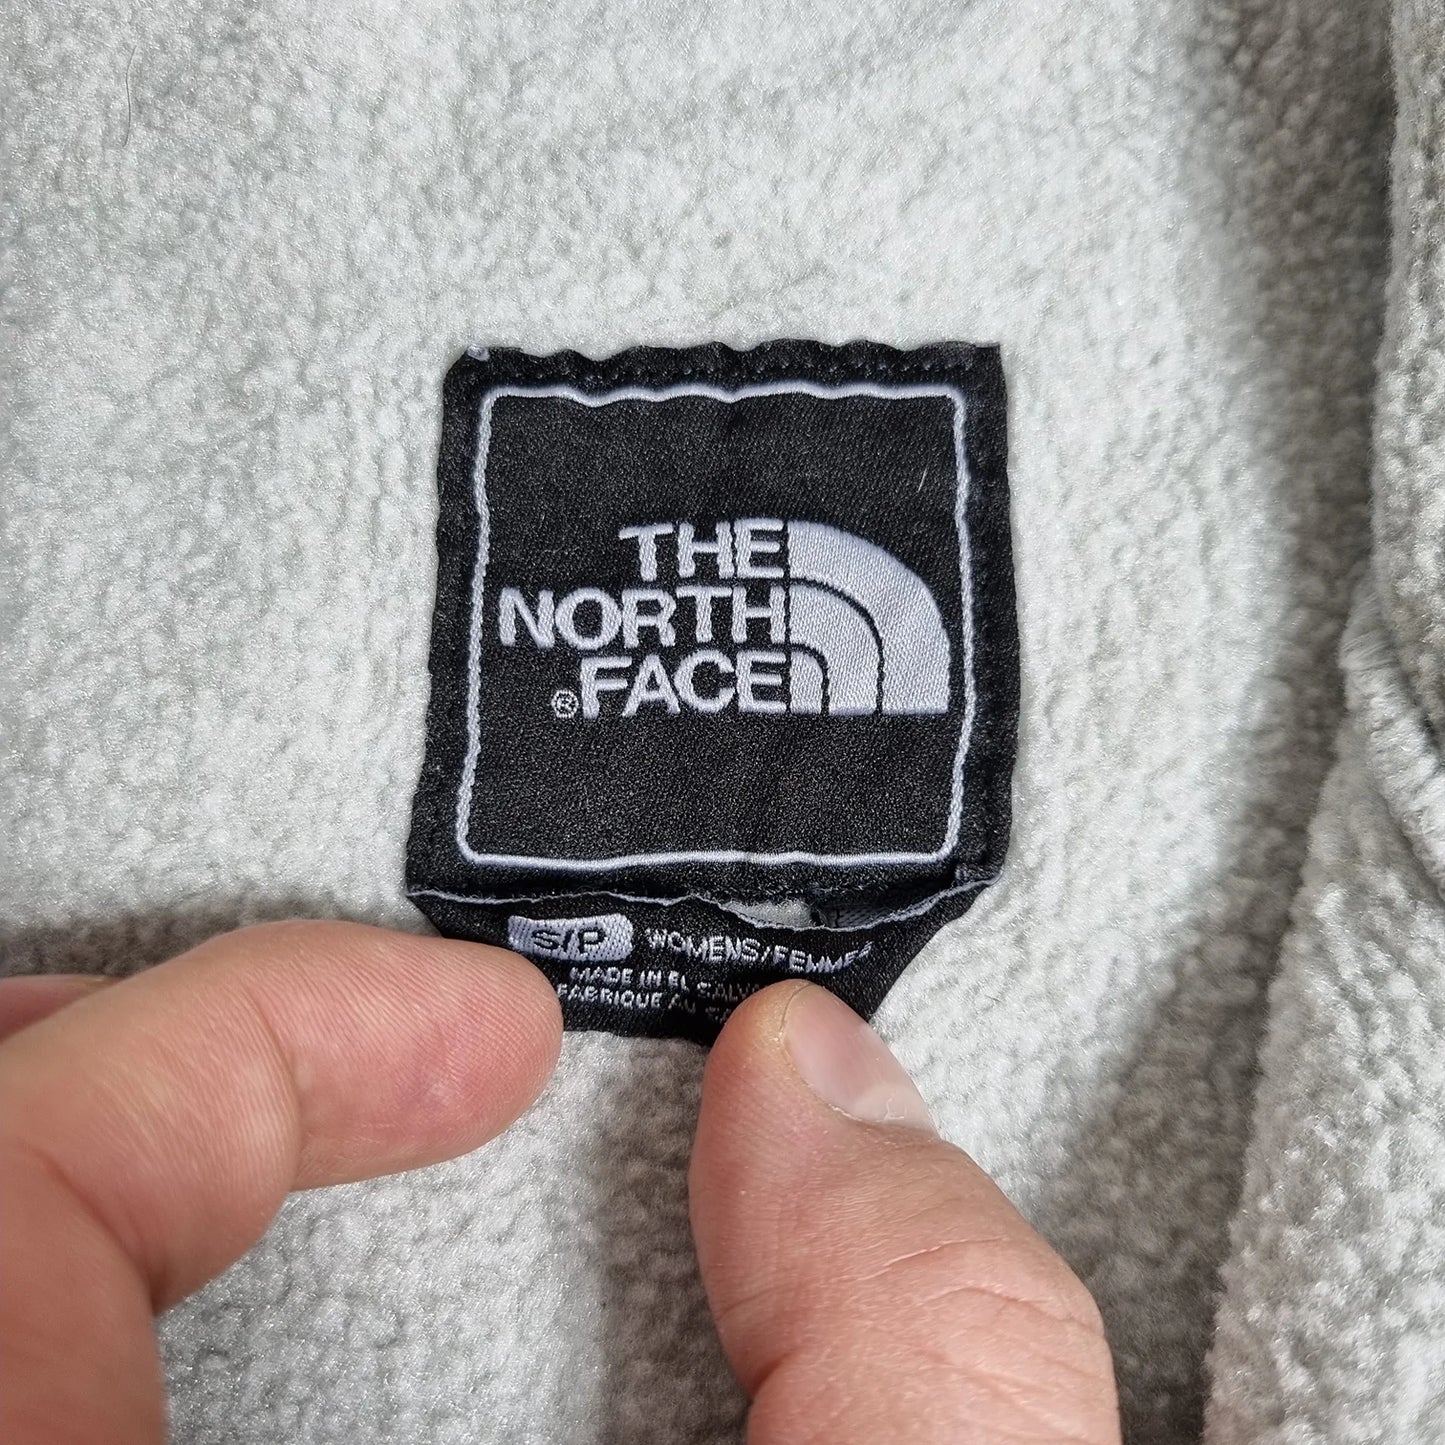 THE
NORTH
® FACE
S/P WOMENS/FEMMES
MADE IN EL
FABRIQUE AU